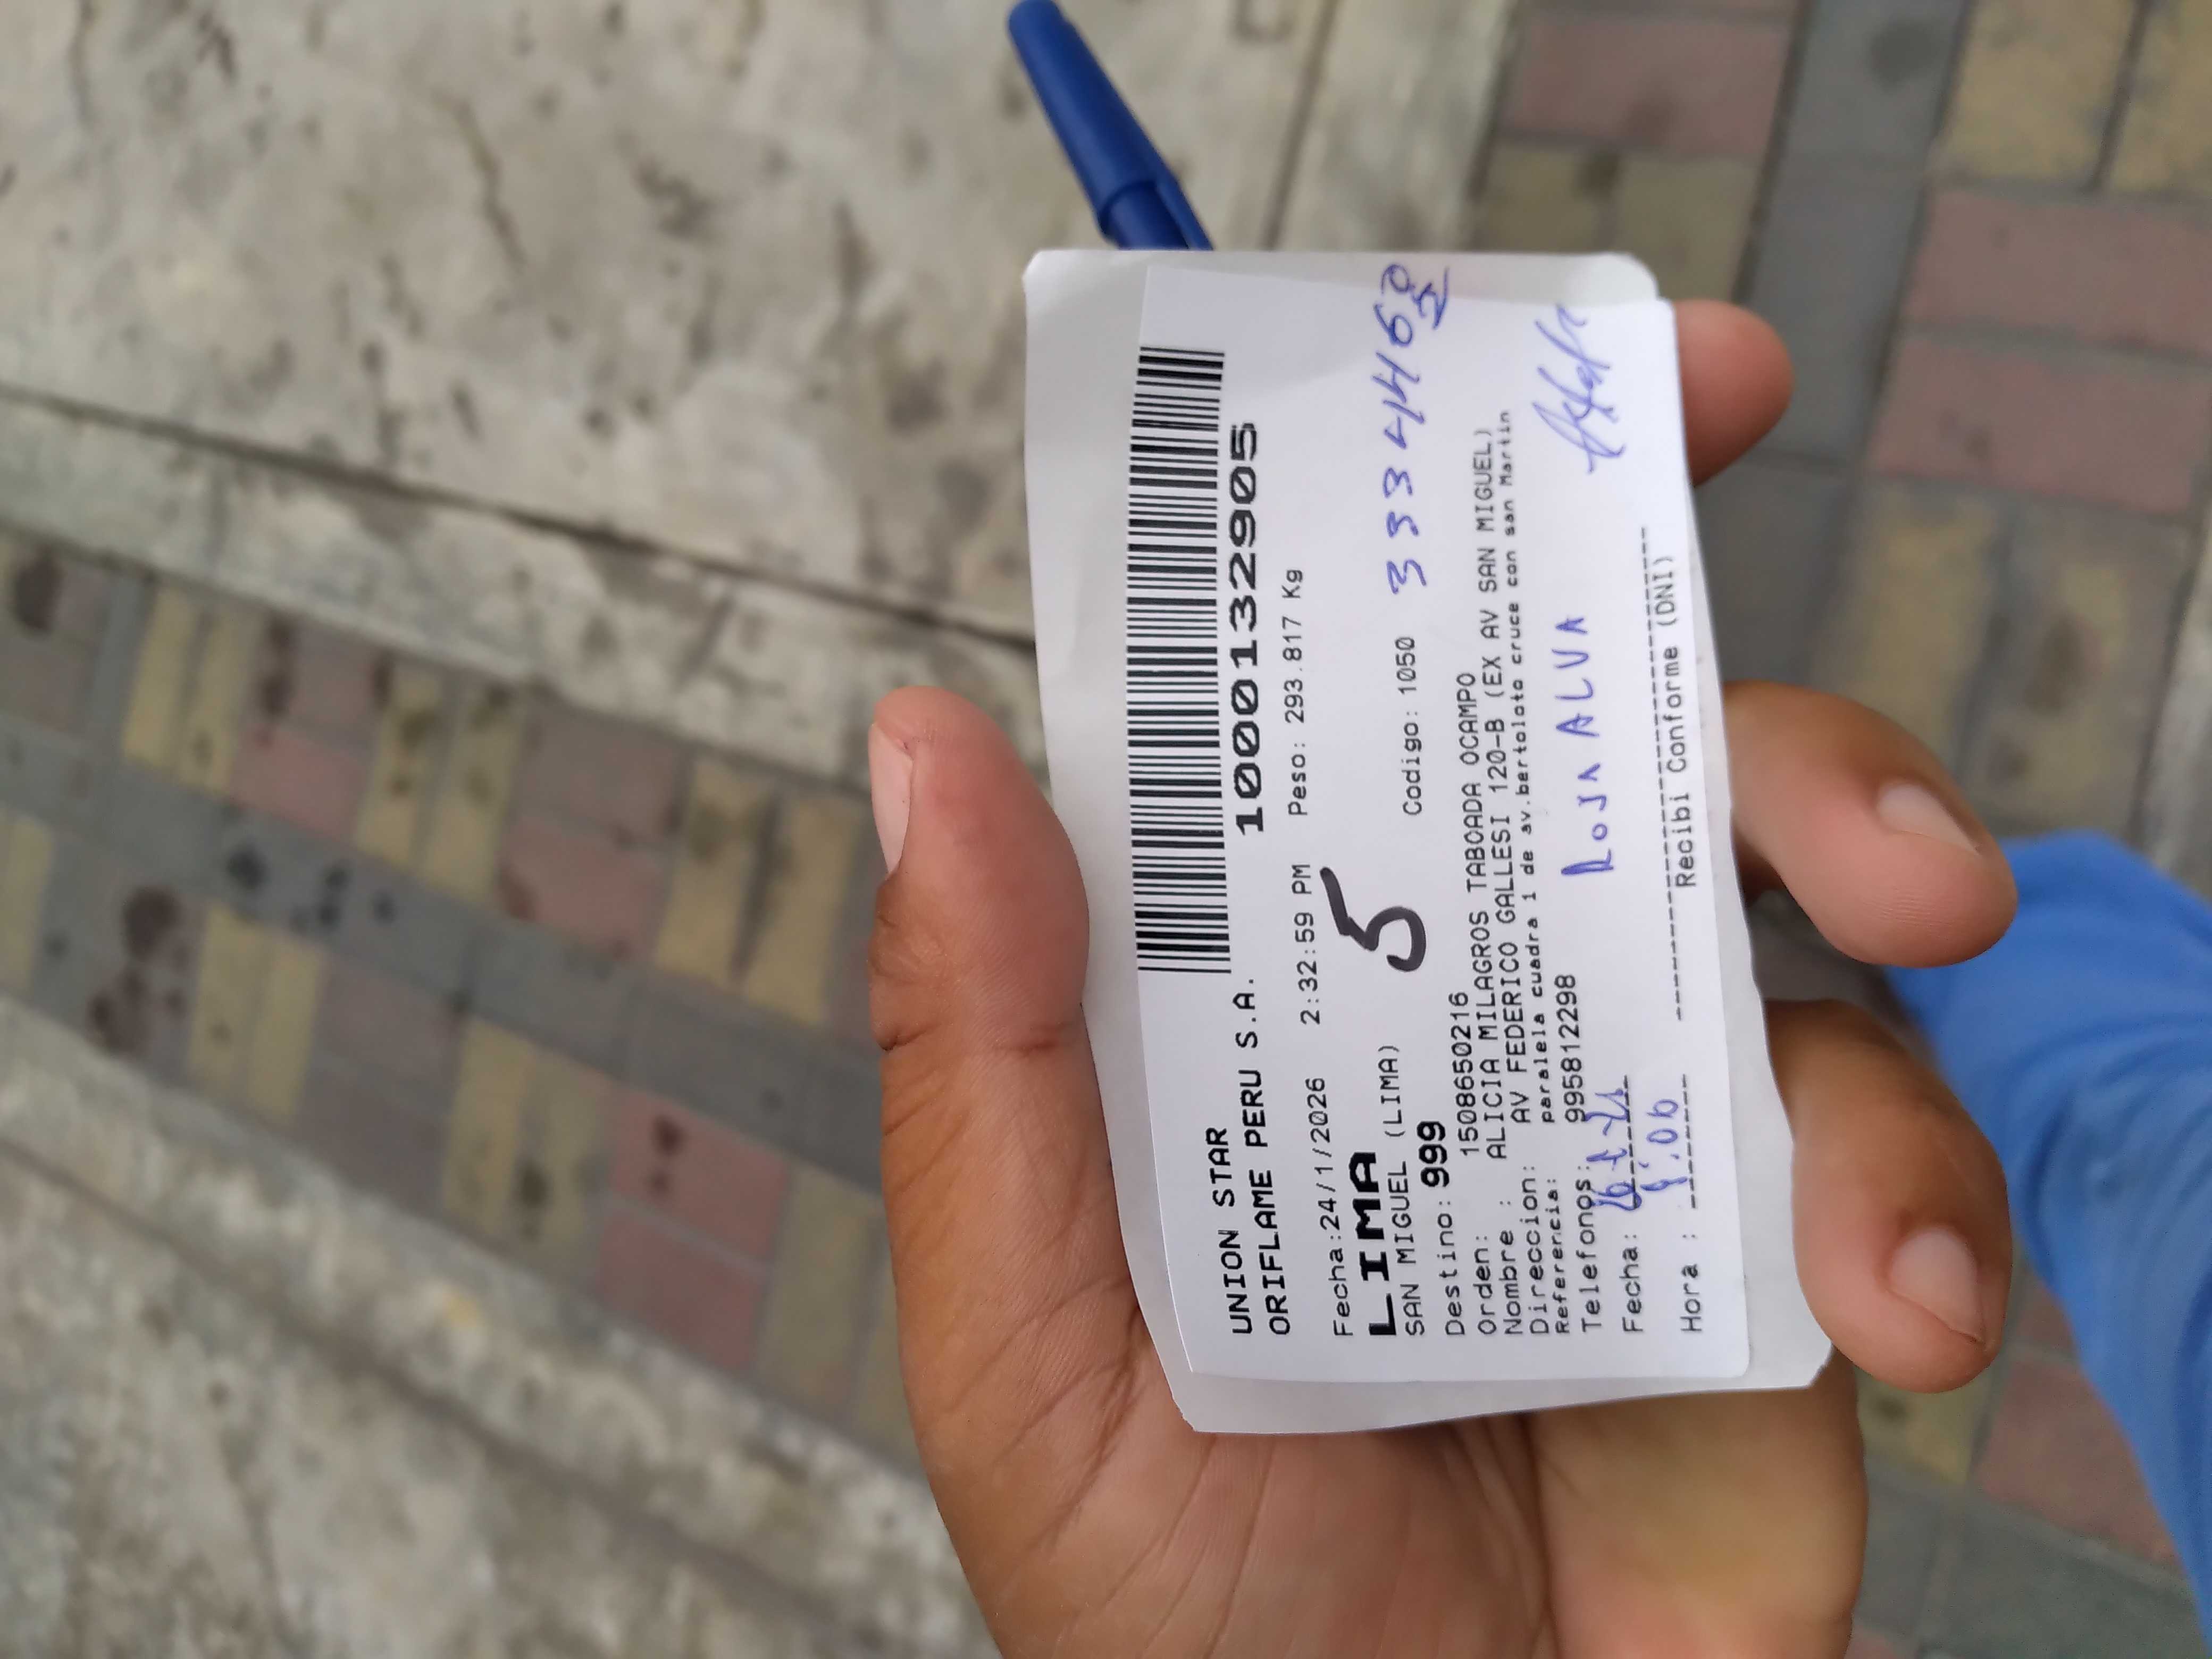 UNION STAR
ORIFLAME PERU S.A. 1000132905
Fecha:24/1/2026 2:32:59 PM Peso: 293.817 Kg
LIMA 5
SAN MIGUEL (LIMA) Codigo: 1050 3334446
Destino: 999
Orden: 1508650216
Nombre : ALICIA MILAGROS TABOADA OCAMPO
Direccion: AV FEDERICO GALLESI 120-B (EX AV SAN MIGUEL)
Referencia: paralela cuadra 1 de av.bertoloto cruce con san Martin
Telefonos: 995812298
ROJA ALVA
Fecha:
Hora :
Recibi Conforme (DNI)